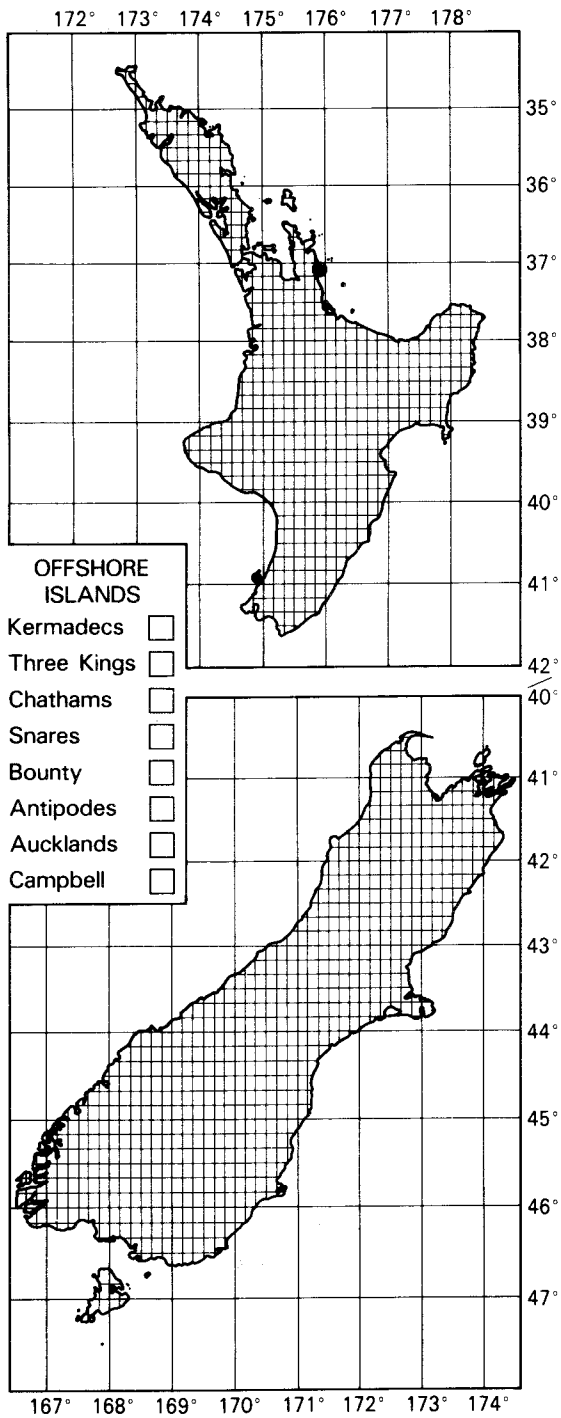 172° 173° 174° 175° 176° 177° 178°
35°
36°
37°
38°
39°
40°
41°
42°
OFFSHORE
ISLANDS
Kermadecs
Three Kings
Chathams
Snares
Bounty
Antipodes
Aucklands
Campbell
40°
41°
42°
43°
44°
45°
46°
47°
167° 168° 169° 170° 171° 172° 173° 174°